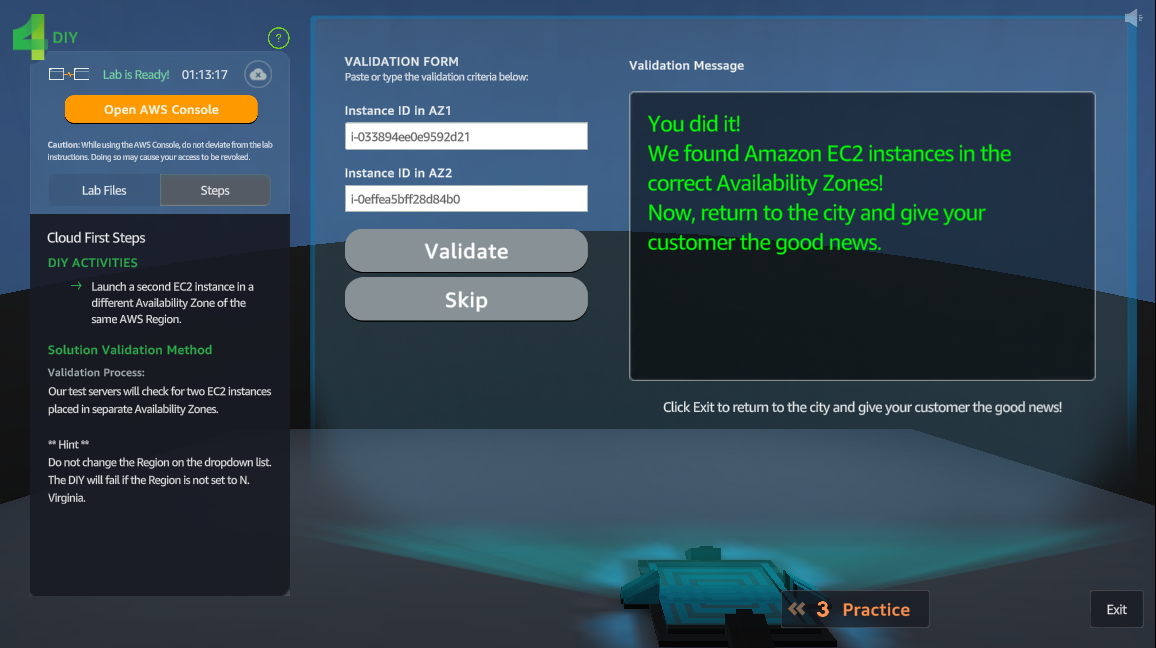 4 DIY
?
Lab is Ready! 01:13:17
Open AWS Console
Caution: While using the AWS Console, do not deviate from the lab
instructions. Doing so may cause your access to be revoked.
Lab Files
Steps
Cloud First Steps
DIY ACTIVITIES
→ Launch a second EC2 instance in a
different Availability Zone of the
same AWS Region.
Solution Validation Method
Validation Process:
Our test servers will check for two EC2 instances
placed in separate Availability Zones.
** Hint **
Do not change the Region on the dropdown list.
The DIY will fail if the Region is not set to N.
Virginia.
VALIDATION FORM
Paste or type the validation criteria below:
Instance ID in AZ1
i-033894ee0e9592d21
Instance ID in AZ2
i-0effea5bff28d84b0
Validate
Skip
Validation Message
You did it!
We found Amazon EC2 instances in the
correct Availability Zones!
Now, return to the city and give your
customer the good news.
Click Exit to return to the city and give your customer the good news!
3 Practice
Exit